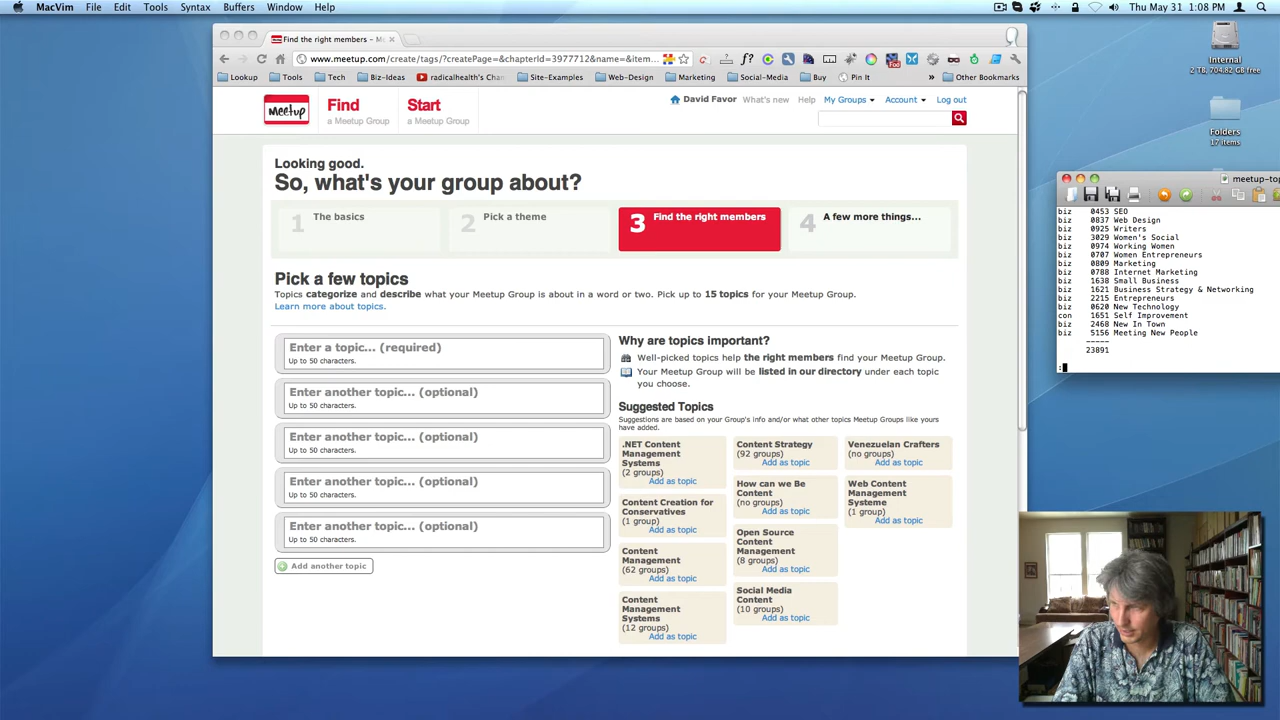 MacVim File Edit Tools Syntax Buffers Window Help
Thu May 31 1:08 PM
Find the right members – Me
www.meetup.com/create/tags/?createPage=&chapterId=3977712&name=&item...
Lookup Tools Tech Biz-Ideas radicalhealth's Chan Site-Examples Web-Design Marketing Social-Media Buy Pin It » Other Bookmarks
Internal
2 TB, 704.82 GB free
Folders
17 items
Meetup
Find
a Meetup Group
Start
a Meetup Group
David Favor What's new Help My Groups Account Log out
Looking good.
So, what's your group about?
1 The basics
2 Pick a theme
3 Find the right members
4 A few more things...
Pick a few topics
Topics categorize and describe what your Meetup Group is about in a word or two. Pick up to 15 topics for your Meetup Group.
Learn more about topics.
Enter a topic... (required)
Up to 50 characters.
Enter another topic... (optional)
Up to 50 characters.
Enter another topic... (optional)
Up to 50 characters.
Enter another topic... (optional)
Up to 50 characters.
Enter another topic... (optional)
Up to 50 characters.
Add another topic
Why are topics important?
Well-picked topics help the right members find your Meetup Group.
Your Meetup Group will be listed in our directory under each topic
you choose.
Suggested Topics
Suggestions are based on your Group's info and/or what other topics Meetup Groups like yours
have added.
.NET Content
Management
Systems
(2 groups)
Add as topic
Content Creation for
Conservatives
(1 group)
Add as topic
Content
Management
(62 groups)
Add as topic
Content
Management
Systems
(12 groups)
Add as topic
Content Strategy
(92 groups)
Add as topic
How can we Be
Content
(no groups)
Add as topic
Open Source
Content
Management
(8 groups)
Add as topic
Social Media
Content
(10 groups)
Add as topic
Venezuelan Crafters
(no groups)
Add as topic
Web Content
Management
Systeme
(1 group)
Add as topic
meetup-top
biz 0453 SEO
biz 0837 Web Design
biz 0925 Writers
biz 3029 Women's Social
biz 0974 Working Women
biz 0707 Women Entrepreneurs
biz 0809 Marketing
biz 0788 Internet Marketing
biz 1638 Small Business
biz 1621 Business Strategy & Networking
biz 2215 Entrepreneurs
biz 0620 New Technology
con 1651 Self Improvement
biz 2468 New In Town
biz 5156 Meeting New People
-----
23891
: